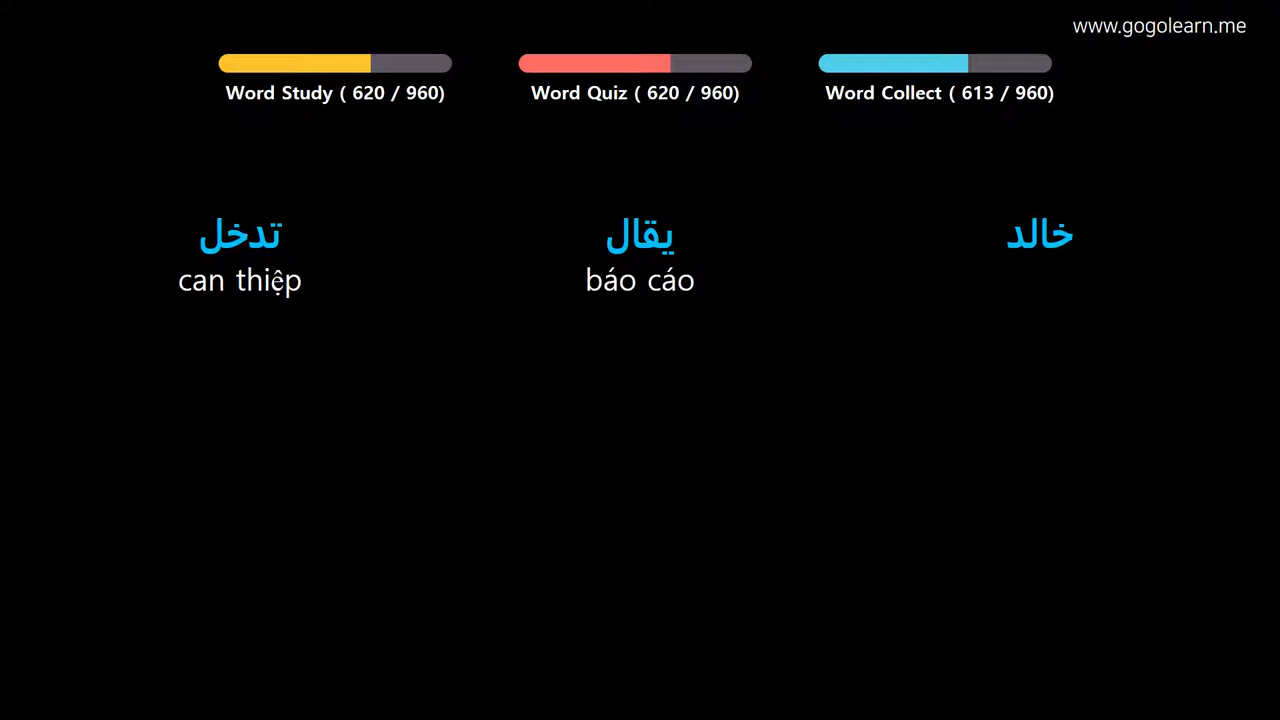 www.gogolearn.me
Word Study ( 620 / 960)
Word Quiz ( 620 / 960)
Word Collect ( 613 / 960)
تدخل
can thiệp
يقال
báo cáo
خالد